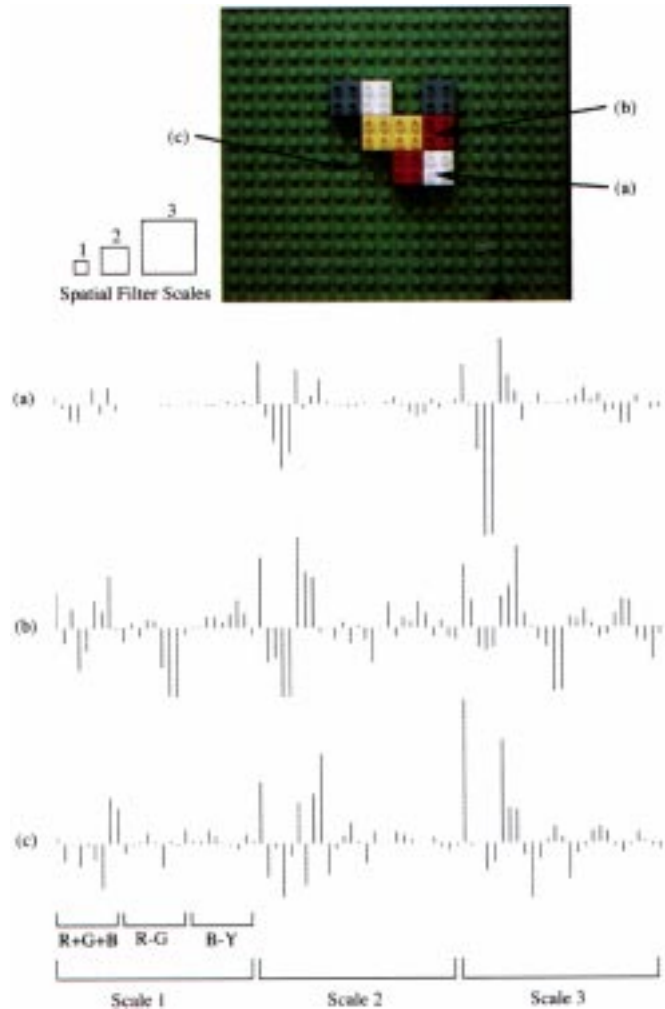 (b)
(c)
(a)
3
2
1
Spatial Filter Scales
(a)
(b)
(c)
R+G+B R-G B-Y
Scale 1 Scale 2 Scale 3